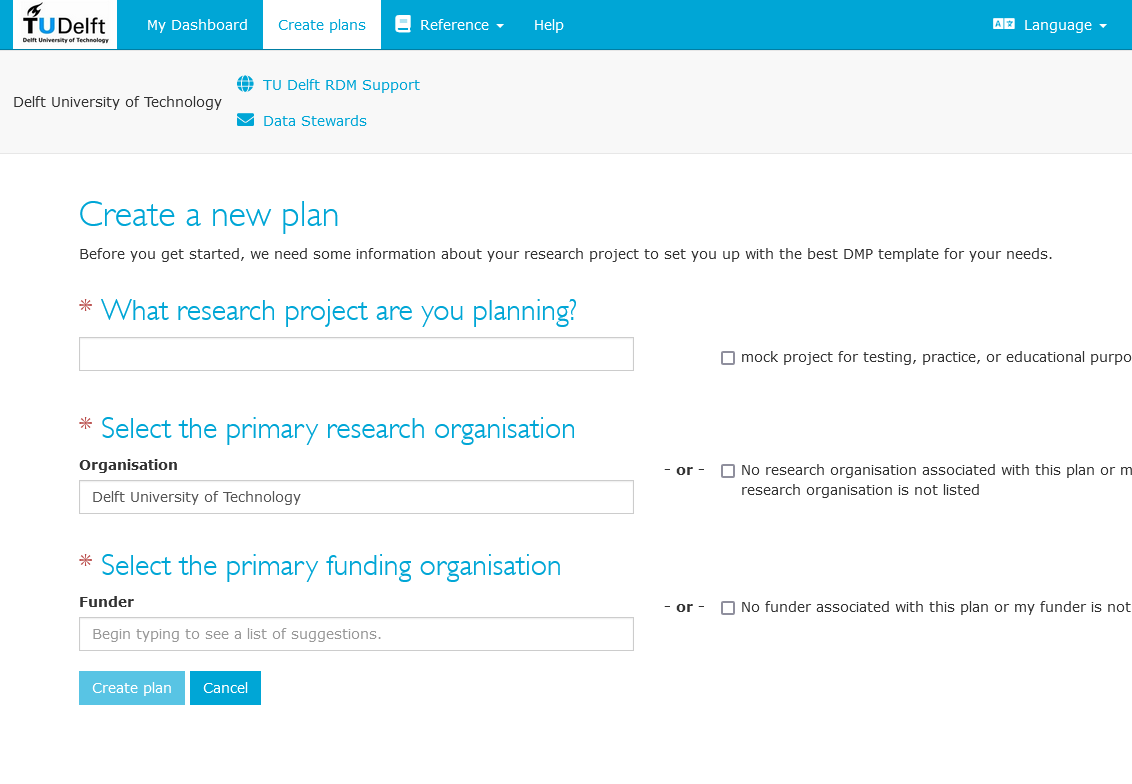 TU Delft
Delft University of Technology
My Dashboard
Create plans
Reference
Help
Language
Delft University of Technology
TU Delft RDM Support
Data Stewards
Create a new plan
Before you get started, we need some information about your research project to set you up with the best DMP template for your needs.
* What research project are you planning?
mock project for testing, practice, or educational purpo
* Select the primary research organisation
Organisation
Delft University of Technology
- or -
No research organisation associated with this plan or m
research organisation is not listed
* Select the primary funding organisation
Funder
Begin typing to see a list of suggestions.
- or -
No funder associated with this plan or my funder is not
Create plan
Cancel